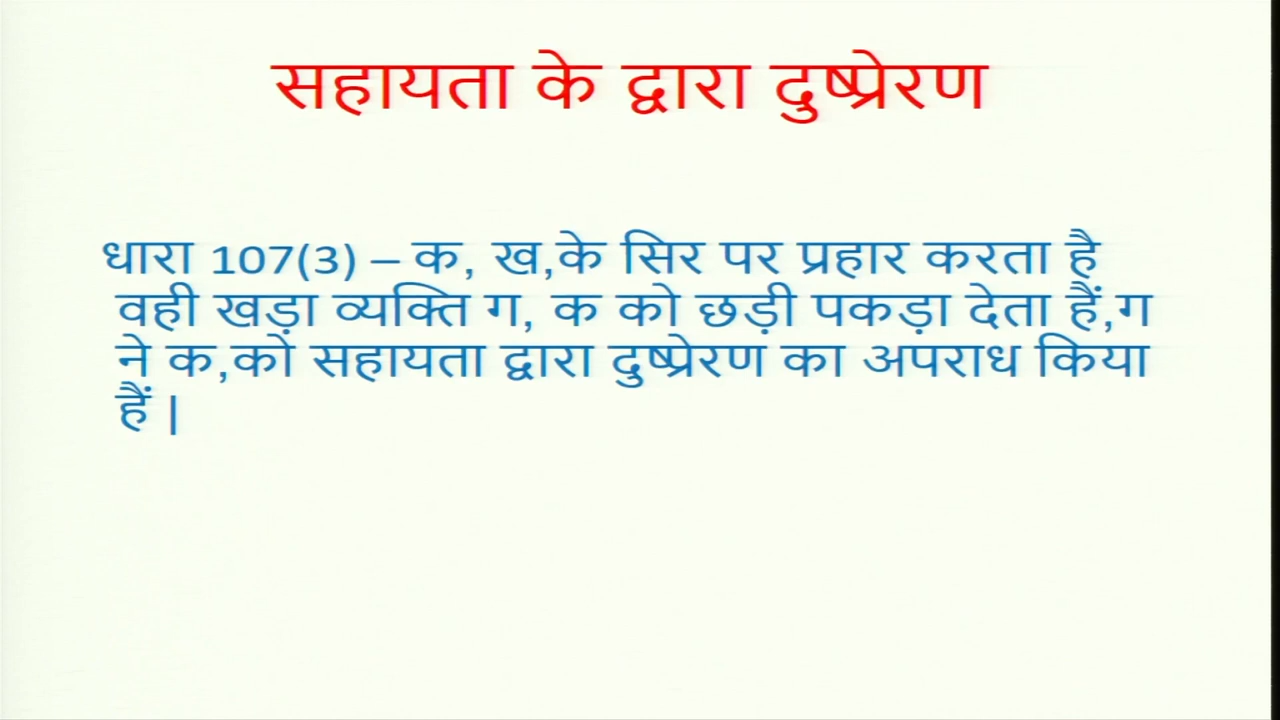 सहायता के द्वारा दुष्प्रेरण
धारा 107(3) – क, ख,के सिर पर प्रहार करता है
वही खड़ा व्यक्ति ग, क को छड़ी पकड़ा देता हैं,ग
ने क,को सहायता द्वारा दुष्प्रेरण का अपराध किया
हैं |